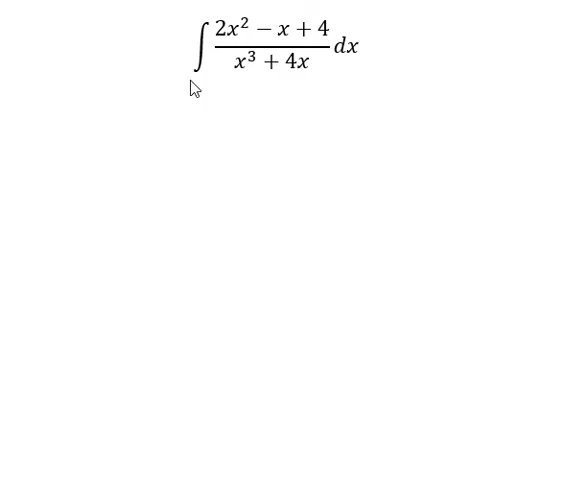 ∫ (2x² − x + 4)/(x³ + 4x) dx